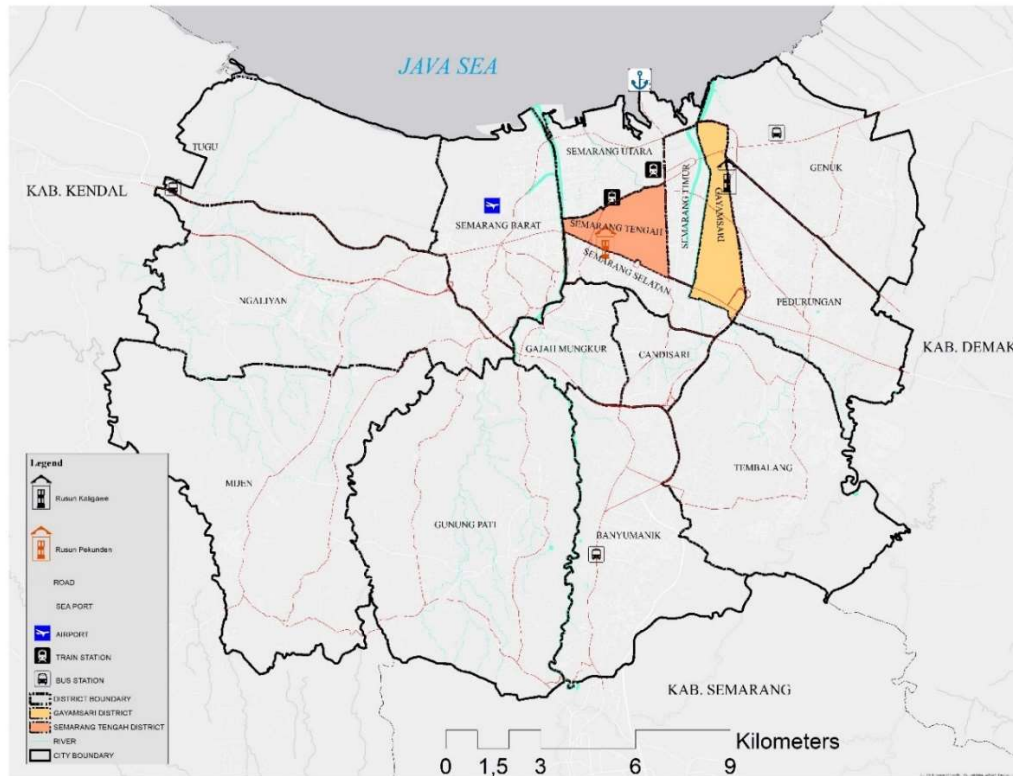 JAVA SEA
TUGU
SEMARANG UTARA
GENUK
KAB. KENDAL
SEMARANG TIMUR
GAYAMSARI
SEMARANG BARAT
SEMARANG TENGAH
SEMARANG SELATAN
NGALIYAN
PEDURUNGAN
GAJAH MUNGKUR
CANDISARI
KAB. DEMAK
Legend
Rusun Kaligawe
Rusun Pekunden
ROAD
SEA PORT
AIRPORT
TRAIN STATION
BUS STATION
DISTRICT BOUNDARY
GAYAMSARI DISTRICT
SEMARANG TENGAH DISTRICT
RIVER
CITY BOUNDARY
MIJEN
TEMBALANG
GUNUNG PATI
BANYUMANIK
KAB. SEMARANG
Kilometers
0 1,5 3 6 9